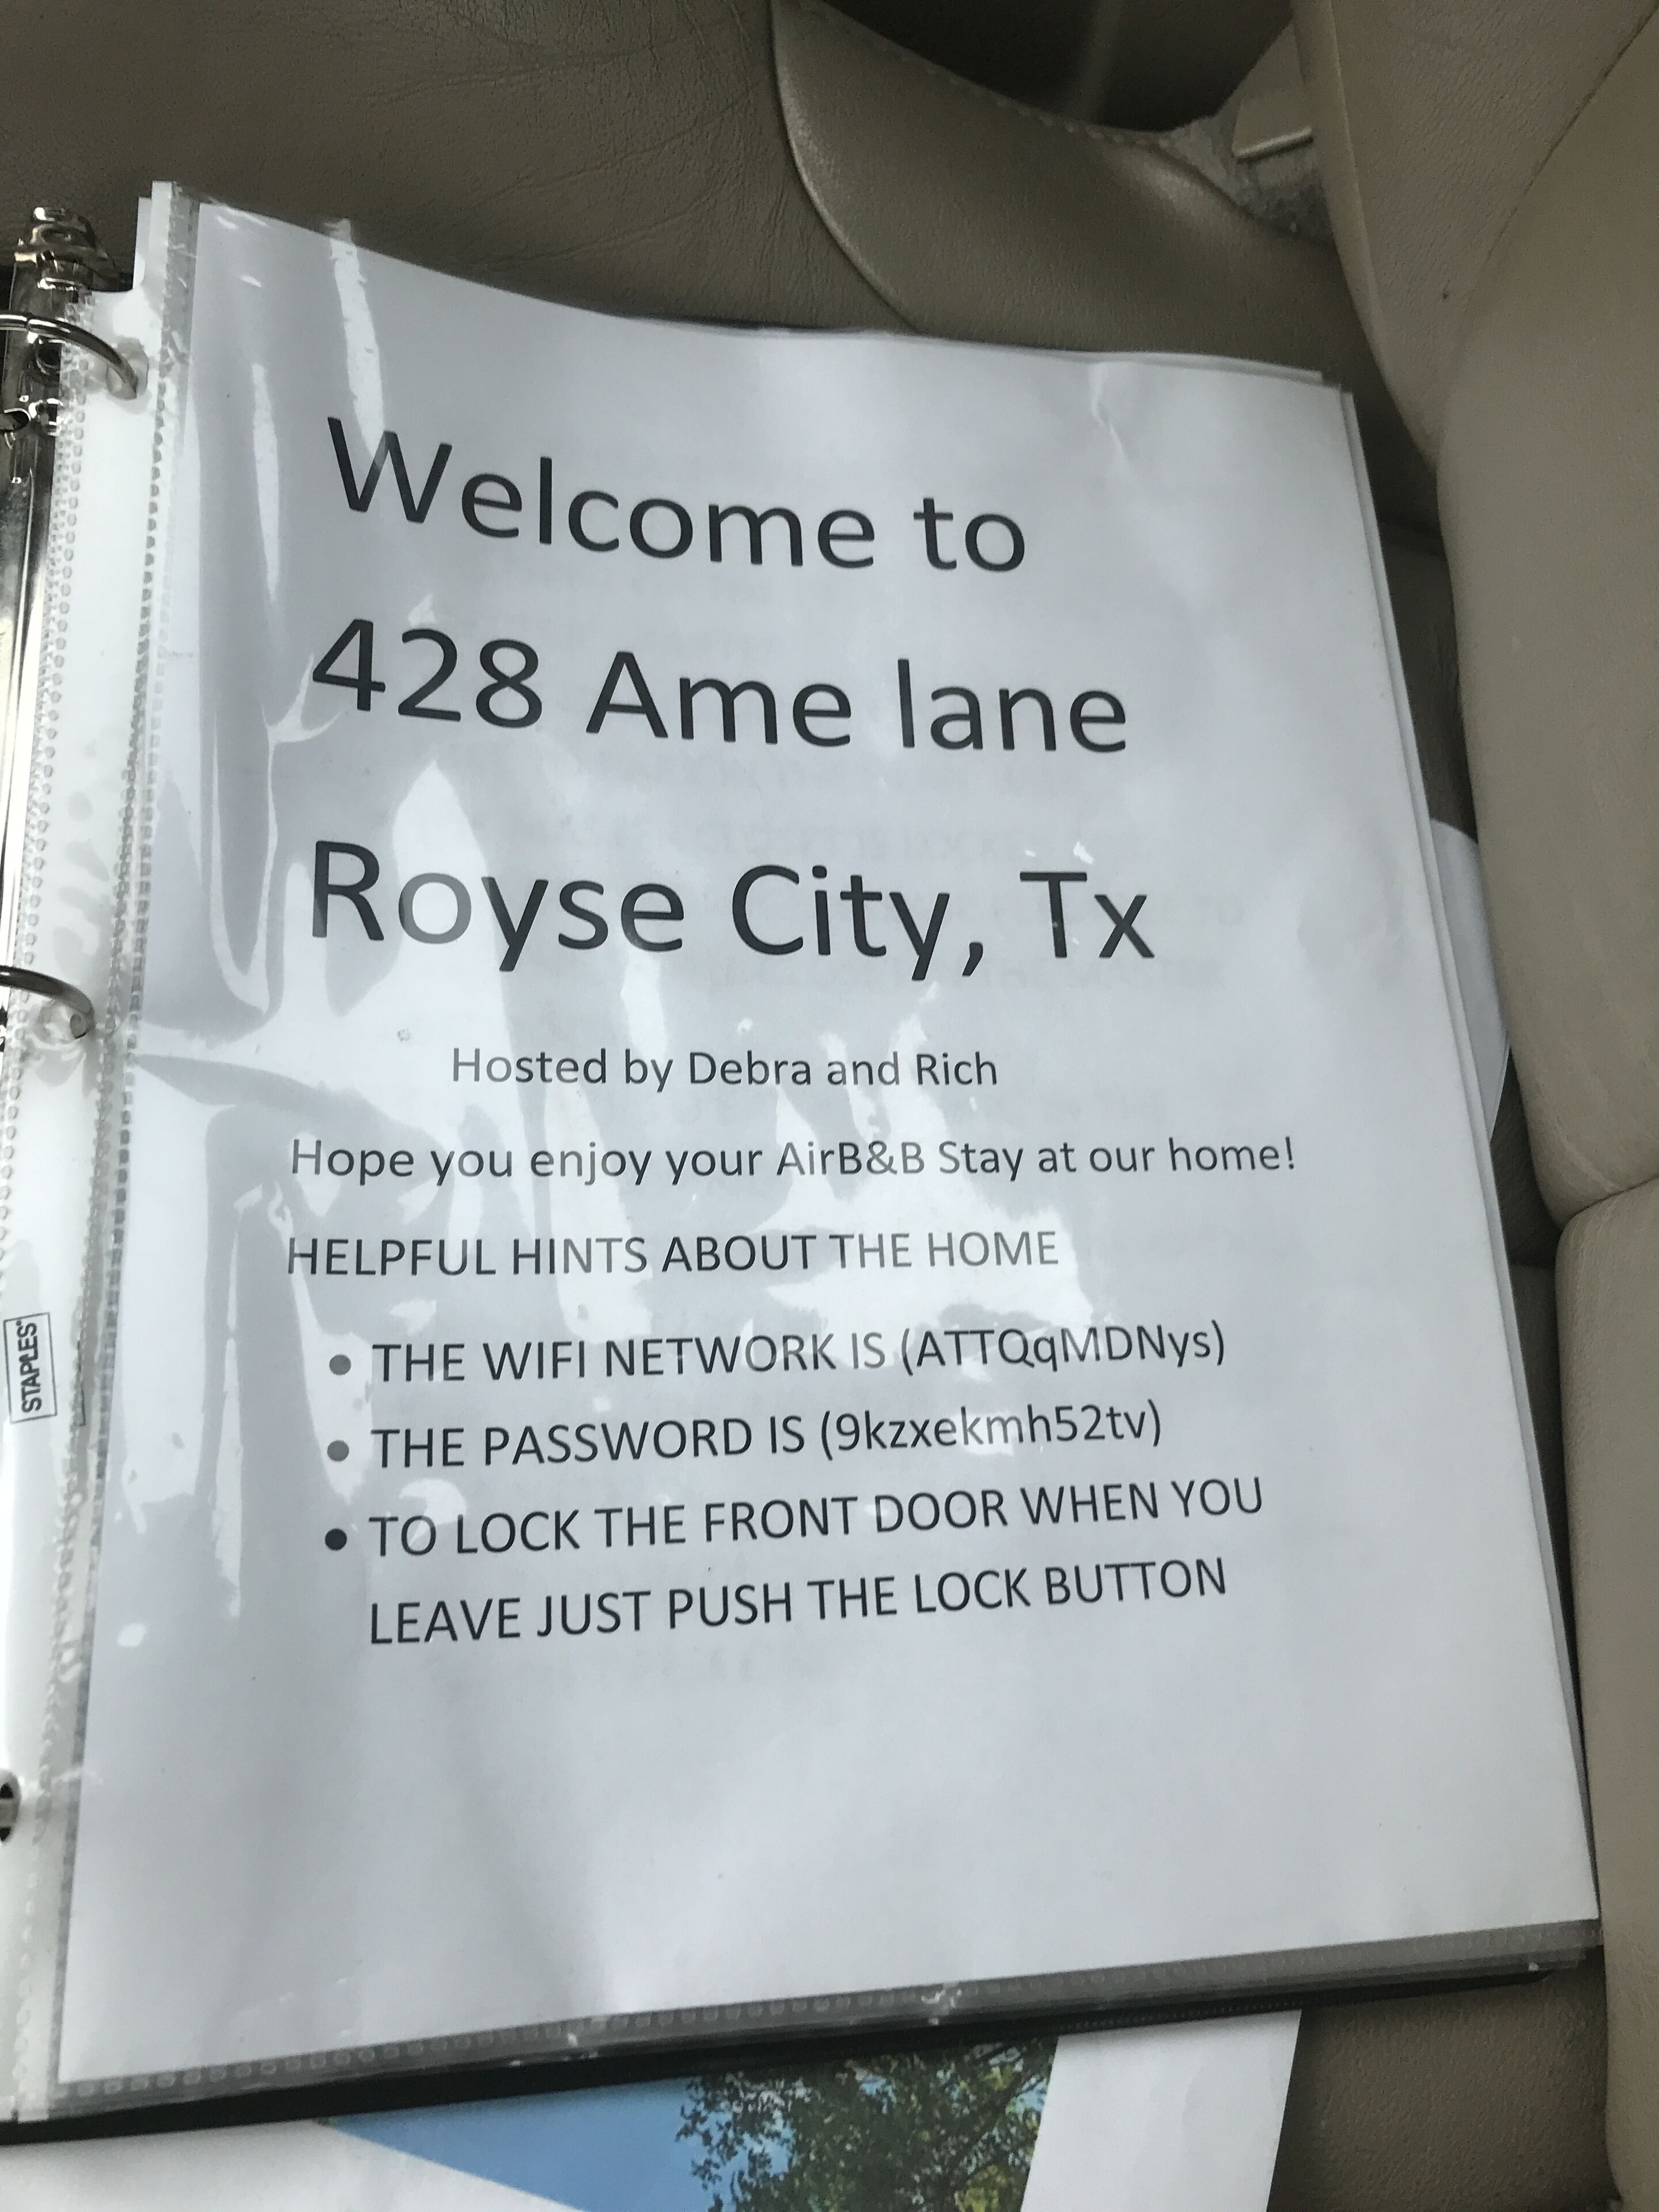 Welcome to
428 Ame lane
Royse City, Tx
Hosted by Debra and Rich
Hope you enjoy your AirB&B Stay at our home!
HELPFUL HINTS ABOUT THE HOME
• THE WIFI NETWORK IS (ATTQqMDNys)
• THE PASSWORD IS (9kzxekmh52tv)
• TO LOCK THE FRONT DOOR WHEN YOU
LEAVE JUST PUSH THE LOCK BUTTON
STAPLES